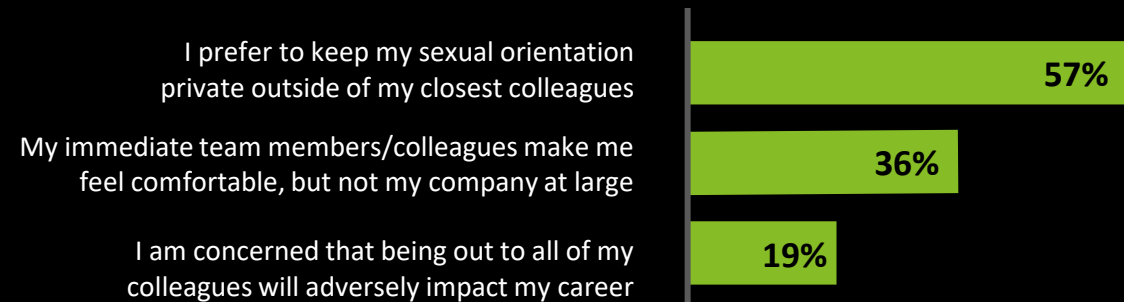 I prefer to keep my sexual orientation
private outside of my closest colleagues
57%
My immediate team members/colleagues make me
feel comfortable, but not my company at large
36%
I am concerned that being out to all of my
colleagues will adversely impact my career
19%